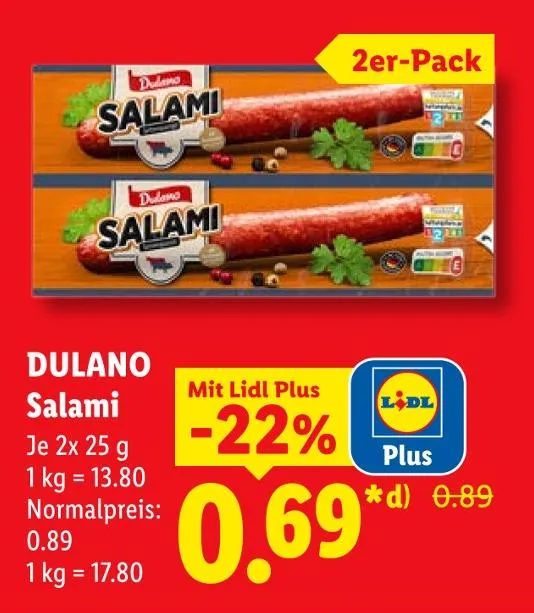 2er-Pack
Dulano
SALAMI
Dulano
SALAMI
DULANO
Salami
Je 2x 25 g
1 kg = 13.80
Normalpreis:
0.89
1 kg = 17.80
Mit Lidl Plus
-22%
LIDL
Plus
0.69
*d) 0.89